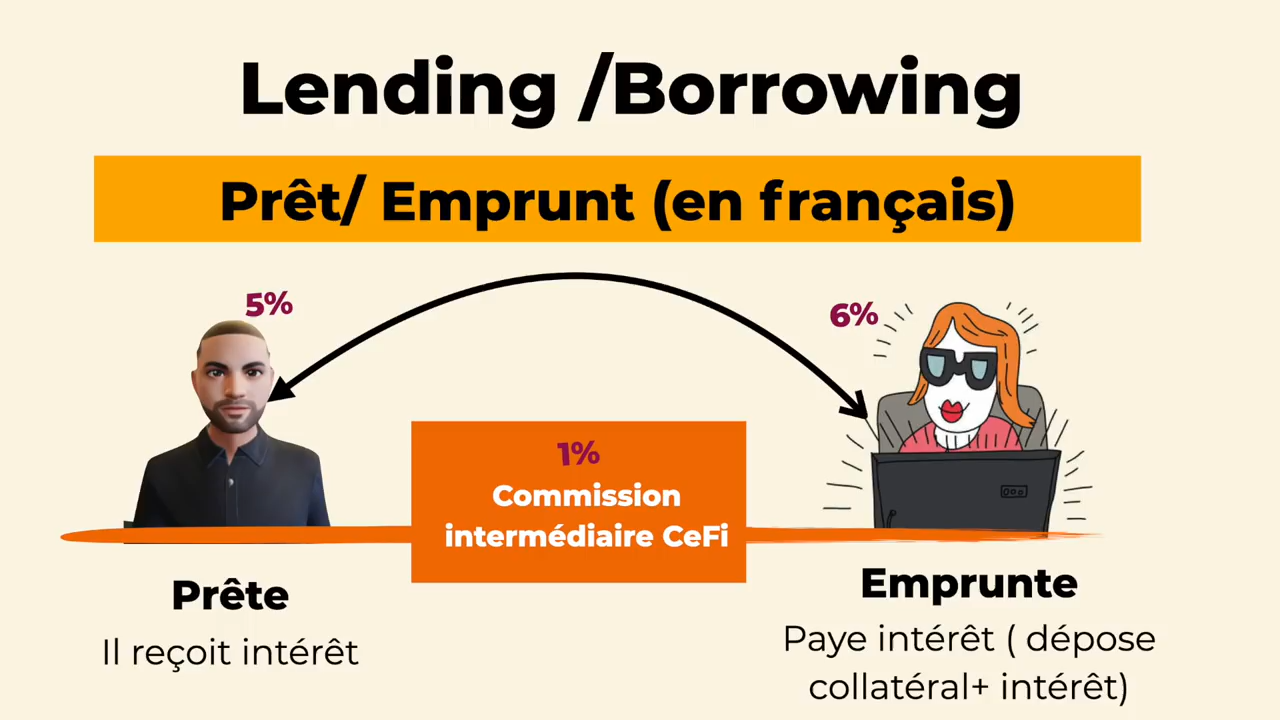 Lending /Borrowing
Prêt/ Emprunt (en français)
5%
6%
1%
Commission
intermédiaire CeFi
Prête
Il reçoit intérêt
Emprunte
Paye intérêt ( dépose
collatéral+ intérêt)